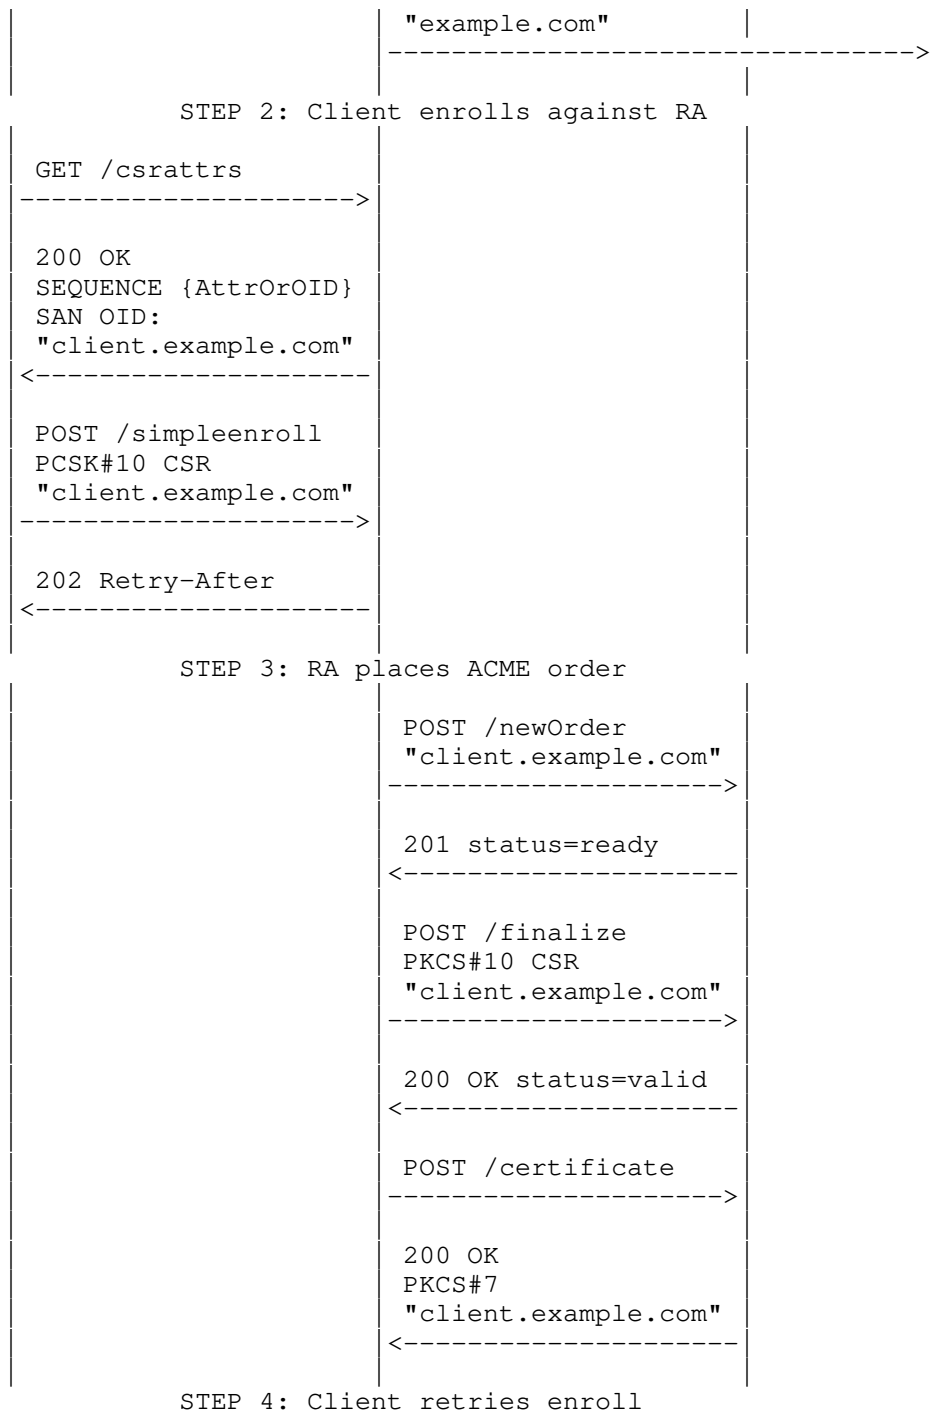 "example.com"
STEP 2: Client enrolls against RA
GET /csrattrs
200 OK
SEQUENCE {AttrOrOID}
SAN OID:
"client.example.com"
POST /simpleenroll
PCSK#10 CSR
"client.example.com"
202 Retry-After
STEP 3: RA places ACME order
POST /newOrder
"client.example.com"
201 status=ready
POST /finalize
PKCS#10 CSR
"client.example.com"
200 OK status=valid
POST /certificate
200 OK
PKCS#7
"client.example.com"
STEP 4: Client retries enroll